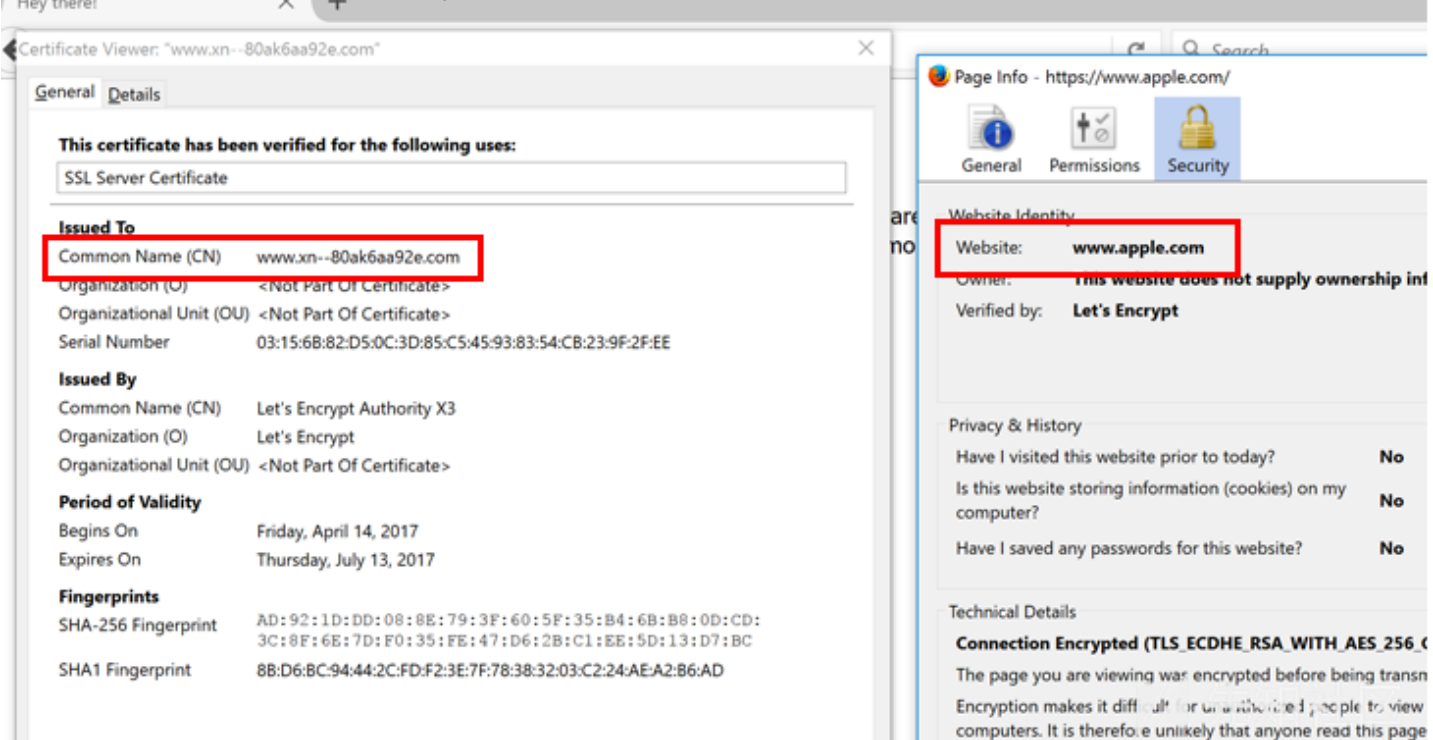 Hey there!
Certificate Viewer: "www.xn--80ak6aa92e.com"
General Details
This certificate has been verified for the following uses:
SSL Server Certificate
Issued To
Common Name (CN) www.xn--80ak6aa92e.com
Organization (O) <Not Part Of Certificate>
Organizational Unit (OU) <Not Part Of Certificate>
Serial Number 03:15:6B:82:D5:0C:3D:85:C5:45:93:83:54:CB:23:9F:2F:EE
Issued By
Common Name (CN) Let's Encrypt Authority X3
Organization (O) Let's Encrypt
Organizational Unit (OU) <Not Part Of Certificate>
Period of Validity
Begins On Friday, April 14, 2017
Expires On Thursday, July 13, 2017
Fingerprints
SHA-256 Fingerprint AD:92:1D:DD:08:8E:79:3F:60:5F:35:B4:6B:B8:0D:CD:
3C:8F:6E:7D:F0:35:FE:47:D6:2B:C1:EE:5D:13:D7:BC
SHA1 Fingerprint 8B:D6:BC:94:44:2C:FD:F2:3E:7F:78:38:32:03:C2:24:AE:A2:B6:AD
Search
Page Info - https://www.apple.com/
General Permissions Security
Website Identity
Website: www.apple.com
Owner: This website does not supply ownership inf
Verified by: Let's Encrypt
Privacy & History
Have I visited this website prior to today? No
Is this website storing information (cookies) on my
computer? No
Have I saved any passwords for this website? No
Technical Details
Connection Encrypted (TLS_ECDHE_RSA_WITH_AES_256_
The page you are viewing was encrypted before being transm
Encryption makes it difficult for unauthorized people to view
computers. It is therefore unlikely that anyone read this page